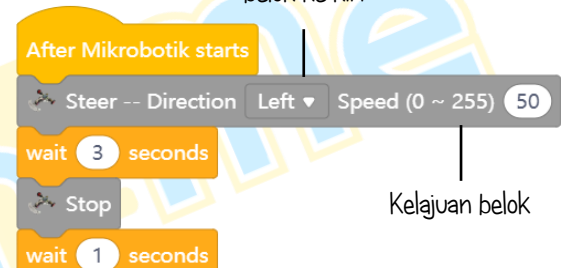 After Mikrobotik starts
Steer -- Direction Left ▼ Speed (0 ~ 255) 50
wait 3 seconds
Stop
Kelajuan belok
wait 1 seconds